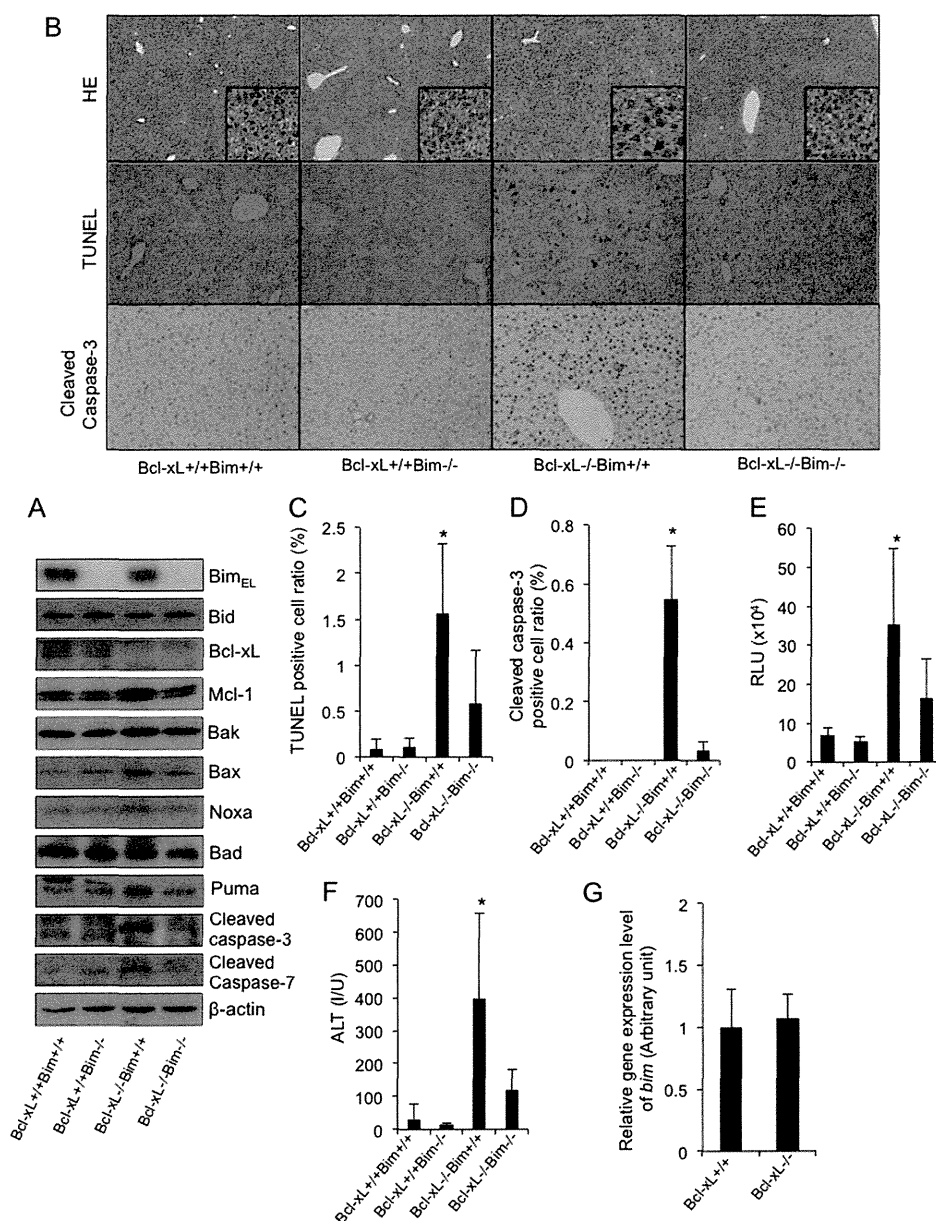 B
HE
TUNEL
Cleaved
Caspase-3
Bcl-xL+/+Bim+/+
Bcl-xL+/+Bim-/-
Bcl-xL-/-Bim+/+
Bcl-xL-/-Bim-/-
A
BimEL
Bid
Bcl-xL
Mcl-1
Bak
Bax
Noxa
Bad
Puma
Cleaved
caspase-3
Cleaved
Caspase-7
β-actin
Bcl-xL+/+Bim+/+
Bcl-xL+/+Bim-/-
Bcl-xL-/-Bim+/+
Bcl-xL-/-Bim-/-
C
TUNEL positive cell ratio (%)
2.5
2
1.5
1
0.5
0
*
Bcl-xL+/+Bim+/+
Bcl-xL+/+Bim-/-
Bcl-xL-/-Bim+/+
Bcl-xL-/-Bim-/-
D
Cleaved caspase-3
positive cell ratio (%)
0.8
0.6
0.4
0.2
0
*
Bcl-xL+/+Bim+/+
Bcl-xL+/+Bim-/-
Bcl-xL-/-Bim+/+
Bcl-xL-/-Bim-/-
E
RLU (x10⁴)
60
50
40
30
20
10
0
*
Bcl-xL+/+Bim+/+
Bcl-xL+/+Bim-/-
Bcl-xL-/-Bim+/+
Bcl-xL-/-Bim-/-
F
ALT (I/U)
700
600
500
400
300
200
100
0
*
Bcl-xL+/+Bim+/+
Bcl-xL+/+Bim-/-
Bcl-xL-/-Bim+/+
Bcl-xL-/-Bim-/-
G
Relative gene expression level
of bim (Arbitrary unit)
2
1.5
1
0.5
0
Bcl-xL+/+
Bcl-xL-/-